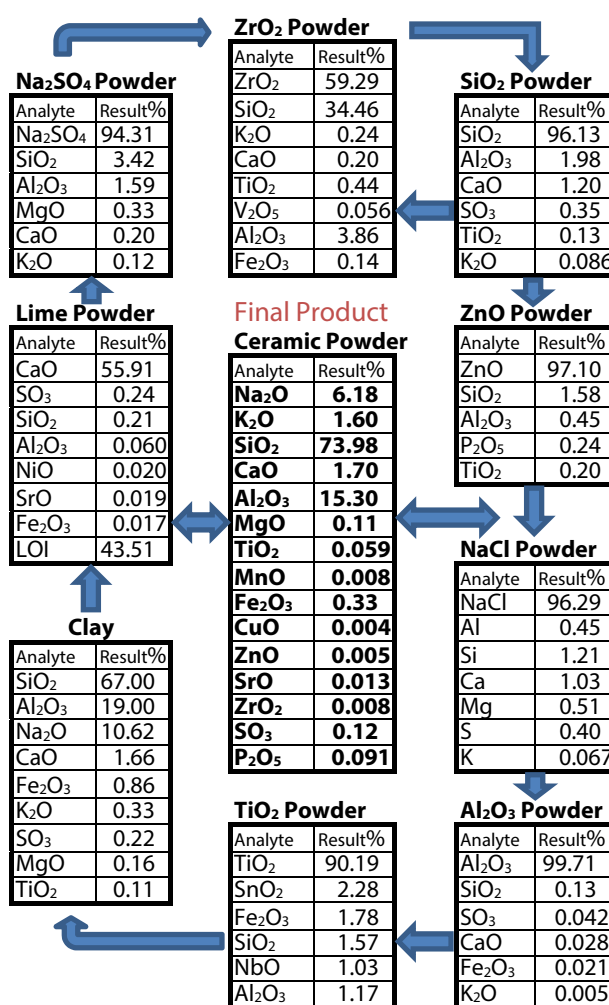 ZrO₂ Powder
Analyte Result%
ZrO₂ 59.29
SiO₂ 34.46
K₂O 0.24
CaO 0.20
TiO₂ 0.44
V₂O₅ 0.056
Al₂O₃ 3.86
Fe₂O₃ 0.14
Na₂SO₄ Powder
Analyte Result%
Na₂SO₄ 94.31
SiO₂ 3.42
Al₂O₃ 1.59
MgO 0.33
CaO 0.20
K₂O 0.12
SiO₂ Powder
Analyte Result%
SiO₂ 96.13
Al₂O₃ 1.98
CaO 1.20
SO₃ 0.35
TiO₂ 0.13
K₂O 0.086
Lime Powder
Analyte Result%
CaO 55.91
SO₃ 0.24
SiO₂ 0.21
Al₂O₃ 0.060
NiO 0.020
SrO 0.019
Fe₂O₃ 0.017
LOI 43.51
Final Product
Ceramic Powder
Analyte Result%
Na₂O 6.18
K₂O 1.60
SiO₂ 73.98
CaO 1.70
Al₂O₃ 15.30
MgO 0.11
TiO₂ 0.059
MnO 0.008
Fe₂O₃ 0.33
CuO 0.004
ZnO 0.005
SrO 0.013
ZrO₂ 0.008
SO₃ 0.12
P₂O₅ 0.091
ZnO Powder
Analyte Result%
ZnO 97.10
SiO₂ 1.58
Al₂O₃ 0.45
P₂O₅ 0.24
TiO₂ 0.20
NaCl Powder
Analyte Result%
NaCl 96.29
Al 0.45
Si 1.21
Ca 1.03
Mg 0.51
S 0.40
K 0.067
Clay
Analyte Result%
SiO₂ 67.00
Al₂O₃ 19.00
Na₂O 10.62
CaO 1.66
Fe₂O₃ 0.86
K₂O 0.33
SO₃ 0.22
MgO 0.16
TiO₂ 0.11
TiO₂ Powder
Analyte Result%
TiO₂ 90.19
SnO₂ 2.28
Fe₂O₃ 1.78
SiO₂ 1.57
NbO 1.03
Al₂O₃ 1.17
Al₂O₃ Powder
Analyte Result%
Al₂O₃ 99.71
SiO₂ 0.13
SO₃ 0.042
CaO 0.028
Fe₂O₃ 0.021
K₂O 0.005